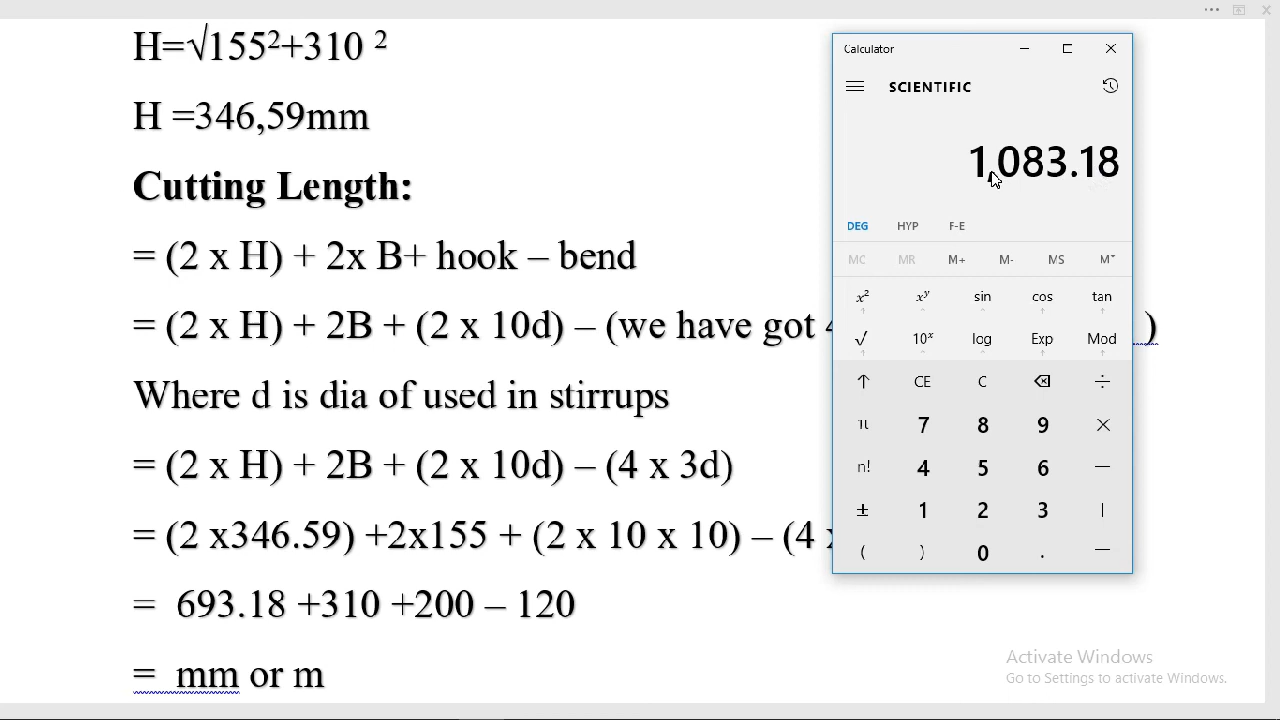 H=√155²+310 ²
H =346,59mm
Cutting Length:
= (2 x H) + 2x B+ hook – bend
= (2 x H) + 2B + (2 x 10d) – (we have got )
Where d is dia of used in stirrups
= (2 x H) + 2B + (2 x 10d) – (4 x 3d)
= (2 x346.59) +2x155 + (2 x 10 x 10) – (4
= 693.18 +310 +200 – 120
= mm or m
Calculator
SCIENTIFIC
1,083.18
DEG HYP F-E
MC MR M+ M- MS M˅
x² xʸ sin cos tan
√ 10ˣ log Exp Mod
↑ CE C ⌫ ÷
π 7 8 9 ×
n! 4 5 6 —
± 1 2 3
( ) 0 .
Activate Windows
Go to Settings to activate Windows.